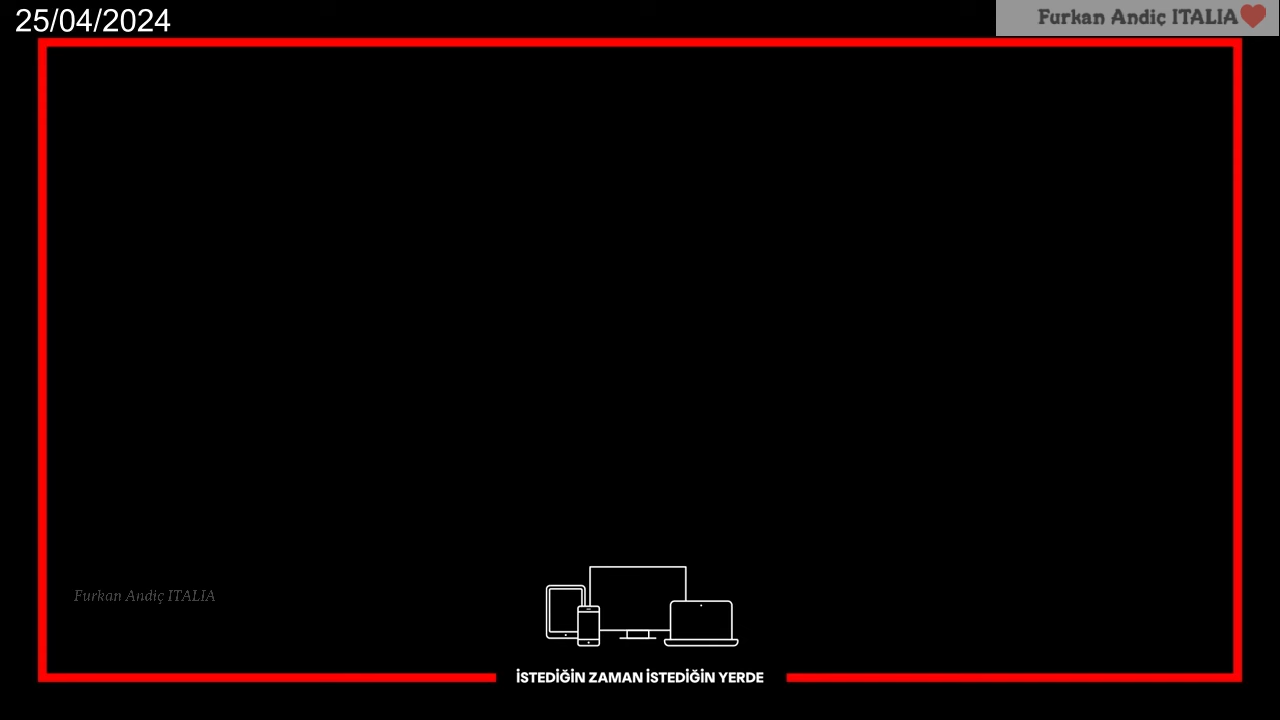 25/04/2024
Furkan Andiç ITALIA❤
Furkan Andiç ITALIA
İSTEDİĞİN ZAMAN İSTEDİĞİN YERDE